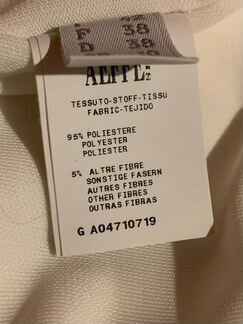 F 38
D 38
AEFFE
TESSUTO-STOFF-TISSU
FABRIC-TEJIDO
95% POLIESTERE
POLYESTER
POLIESTER
5% ALTRE FIBRE
SONSTIGE FASERN
AUTRES FIBRES
OTHER FIBRES
OUTRAS FIBRAS
G A04710719